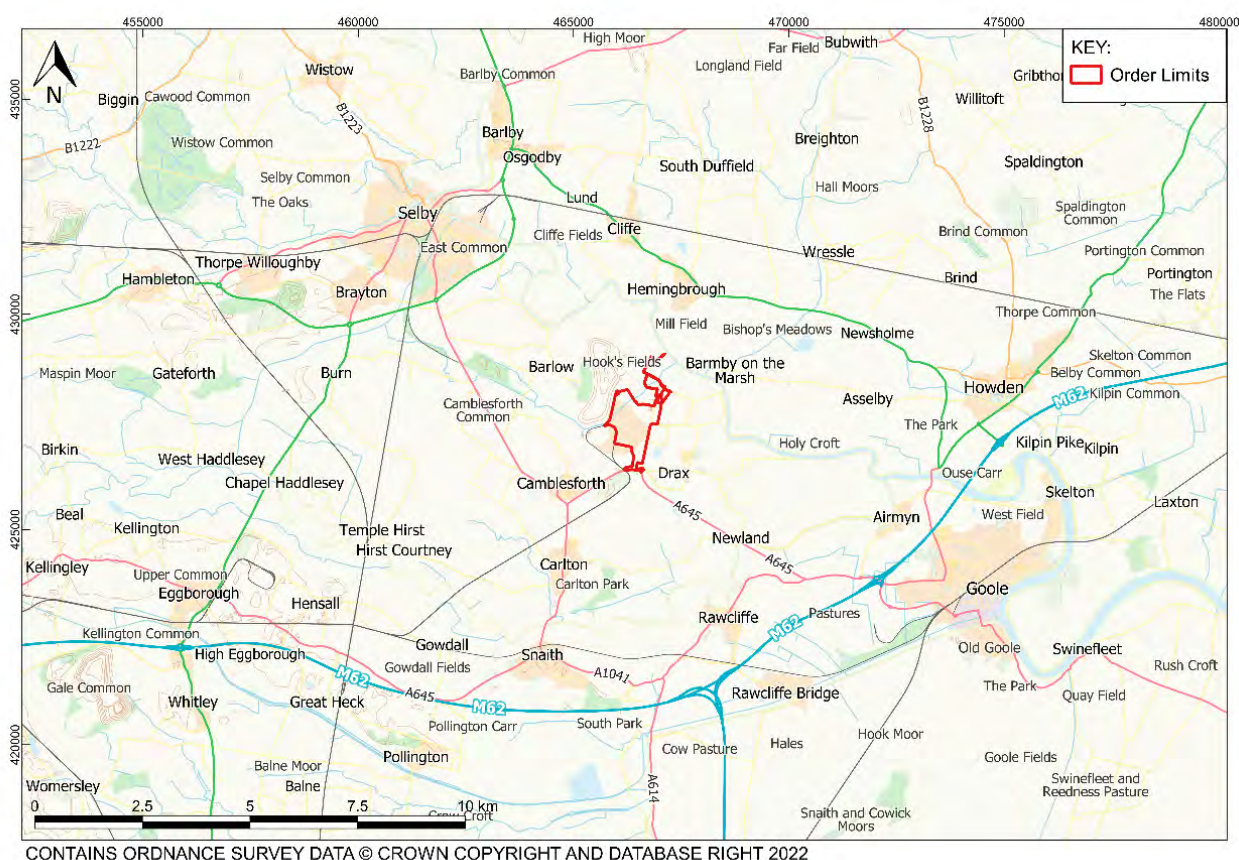 455000
460000
465000
470000
475000
480000
435000
430000
425000
420000
N
KEY:
Order Limits
High Moor
Far Field
Bubwith
Longland Field
Wistow
Barlby Common
Biggin
Cawood Common
B1223
B1228
Willitoft
B1222
Wistow Common
Barlby
Osgodby
Breighton
South Duffield
Spaldington
Selby Common
The Oaks
Hall Moors
Lund
Selby
Spaldington
Common
East Common
Cliffe Fields
Cliffe
Brind Common
Wressle
Portington Common
Thorpe Willoughby
Hambleton
Brayton
Brind
Portington
The Flats
Hemingbrough
Thorpe Common
Mill Field
Bishop's Meadows
Newsholme
Skelton Common
Barlow
Hook's Fields
Barmby on the
Marsh
Maspin Moor
Gateforth
Burn
Belby Common
Howden
M62
Kilpin Common
Asselby
Camblesforth
Common
The Park
Holy Croft
Kilpin Pike
Kilpin
Birkin
West Haddlesey
Chapel Haddlesey
Camblesforth
Drax
Ouse Carr
Skelton
Laxton
Beal
Kellington
Temple Hirst
Hirst Courtney
A645
Airmyn
West Field
Newland
Kellingley
Upper Common
Eggborough
Carlton
Carlton Park
A645
Goole
Hensall
Rawcliffe
Pastures
M62
Kellington Common
High Eggborough
Gowdall
Gowdall Fields
Snaith
A1041
Old Goole
Swinefleet
Rush Croft
M62
Gale Common
Whitley
Great Heck
A645
M62
Rawcliffe Bridge
The Park
Quay Field
Pollington Carr
South Park
Cow Pasture
Hales
Hook Moor
Goole Fields
Pollington
Balne Moor
Balne
Womersley
A614
Swinefleet and
Reedness Pasture
Snaith and Cowick
Moors
0 2.5 5 7.5 10 km
CONTAINS ORDNANCE SURVEY DATA © CROWN COPYRIGHT AND DATABASE RIGHT 2022